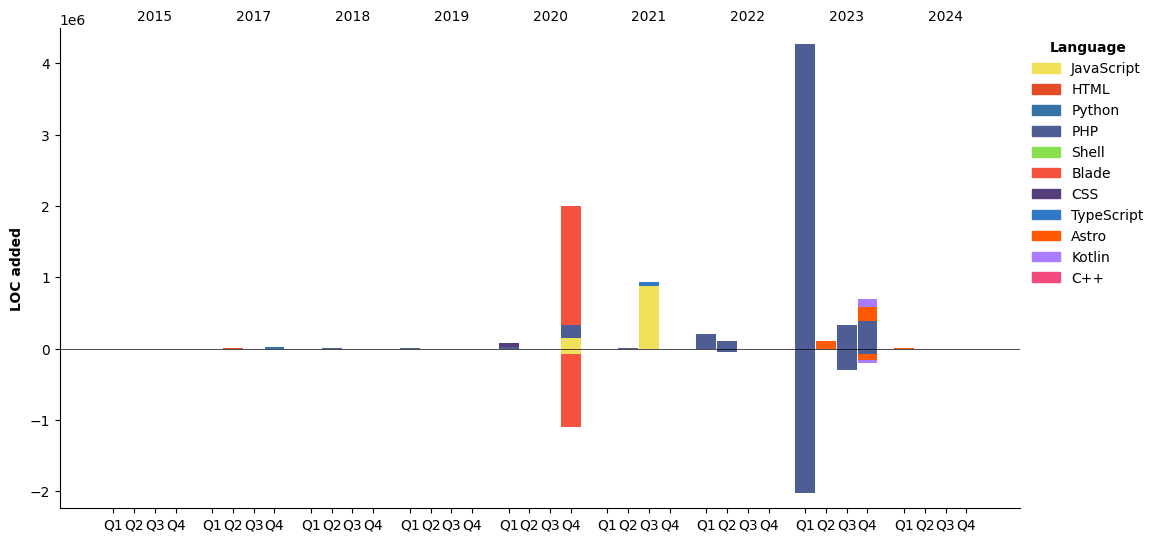 1e6
2015 2017 2018 2019 2020 2021 2022 2023 2024
Language
JavaScript
HTML
Python
PHP
Shell
Blade
CSS
TypeScript
Astro
Kotlin
C++
LOC added
4
3
2
1
0
−1
−2
Q1 Q2 Q3 Q4 Q1 Q2 Q3 Q4 Q1 Q2 Q3 Q4 Q1 Q2 Q3 Q4 Q1 Q2 Q3 Q4 Q1 Q2 Q3 Q4 Q1 Q2 Q3 Q4 Q1 Q2 Q3 Q4 Q1 Q2 Q3 Q4